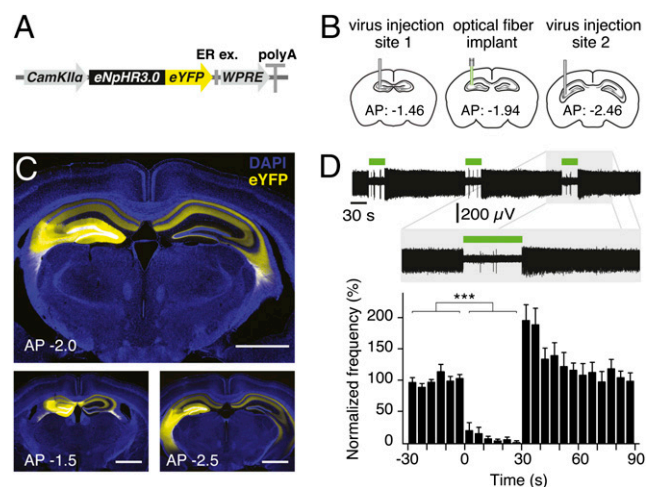 A
ER ex.
polyA
CamKIIα
eNpHR3.0
eYFP
WPRE
B
virus injection
site 1
optical fiber
implant
virus injection
site 2
AP: -1.46
AP: -1.94
AP: -2.46
C
DAPI
eYFP
AP -2.0
AP -1.5
AP -2.5
D
30 s
200 µV
Normalized frequency (%)
***
200
150
100
50
0
-30
0
30
60
90
Time (s)